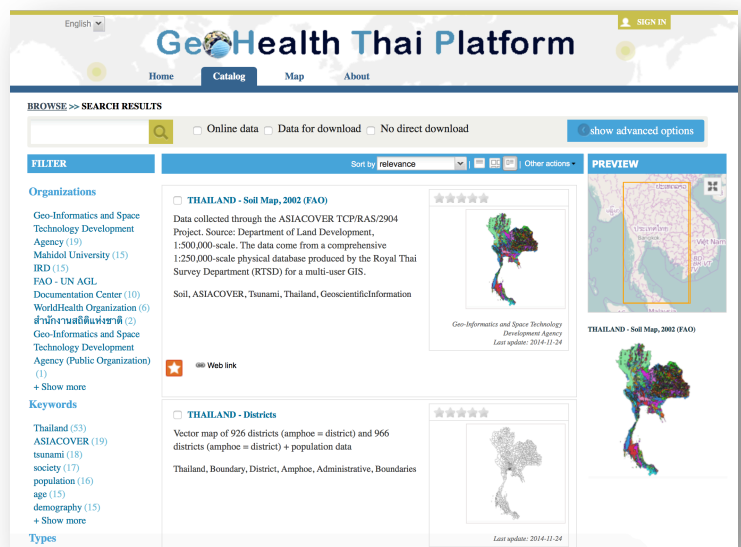 English
SIGN IN
GeoHealth Thai Platform
Home Catalog Map About
BROWSE >> SEARCH RESULTS
Online data Data for download No direct download
show advanced options
FILTER
Sort by relevance | | Other actions
PREVIEW
Organizations
Geo-Informatics and Space
Technology Development
Agency (19)
Mahidol University (15)
IRD (15)
FAO - UN AGL
Documentation Center (10)
WorldHealth Organization (6)
สำนักงานสถิติแห่งชาติ (2)
Geo-Informatics and Space
Technology Development
Agency (Public Organization)
(1)
+ Show more
Keywords
Thailand (53)
ASIACOVER (19)
tsunami (18)
society (17)
population (16)
age (15)
demography (15)
+ Show more
Types
THAILAND - Soil Map, 2002 (FAO)
Data collected through the ASIACOVER TCP/RAS/2904
Project. Source: Department of Land Development,
1:500,000-scale. The data come from a comprehensive
1:250,000-scale physical database produced by the Royal Thai
Survey Department (RTSD) for a multi-user GIS.
Soil, ASIACOVER, Tsunami, Thailand, GeoscientificInformation
Geo-Informatics and Space Technology
Development Agency
Last update: 2014-11-24
Web link
THAILAND - Districts
Vector map of 926 districts (amphoe = district) and 966
districts (amphoe = district) + population data
Thailand, Boundary, District, Amphoe, Administrative, Boundaries
Last update: 2014-11-24
Bangkok
Việt Nam
THAILAND - Soil Map, 2002 (FAO)